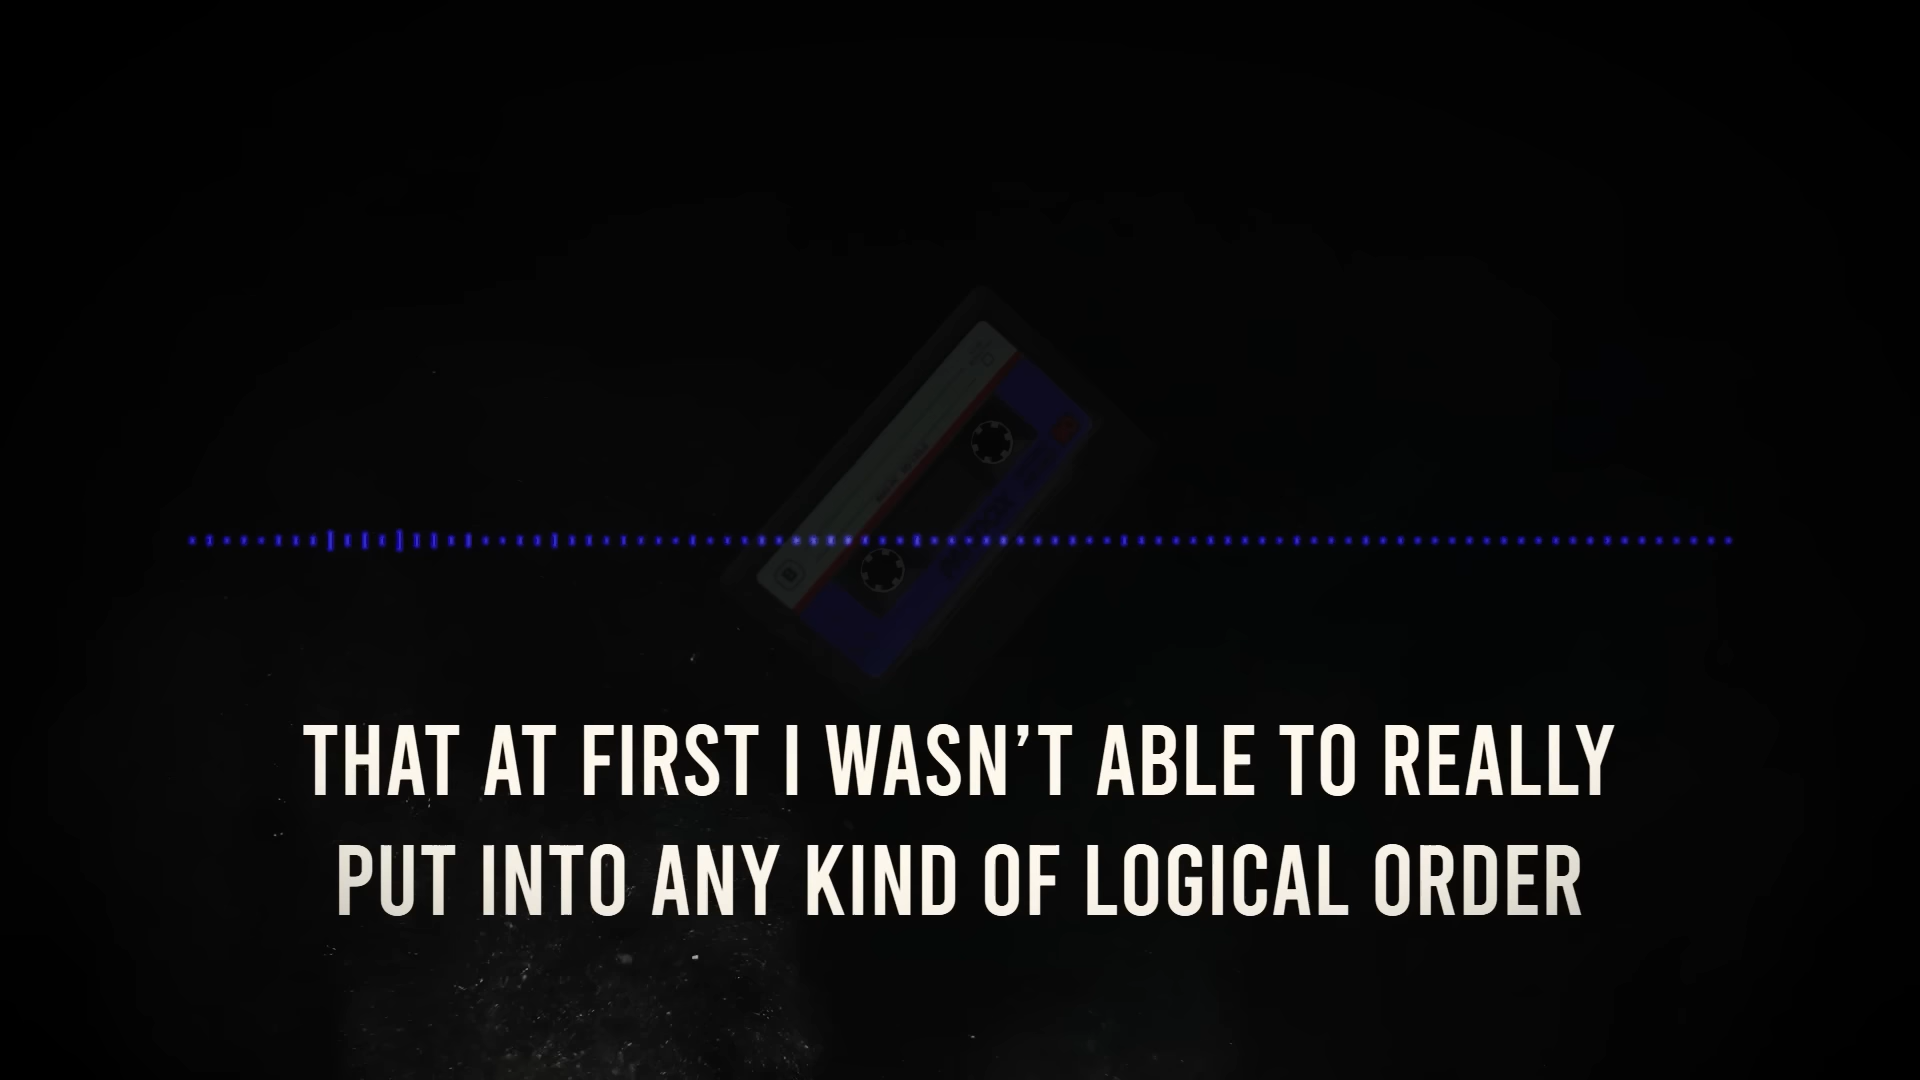 THAT AT FIRST I WASN’T ABLE TO REALLY
PUT INTO ANY KIND OF LOGICAL ORDER